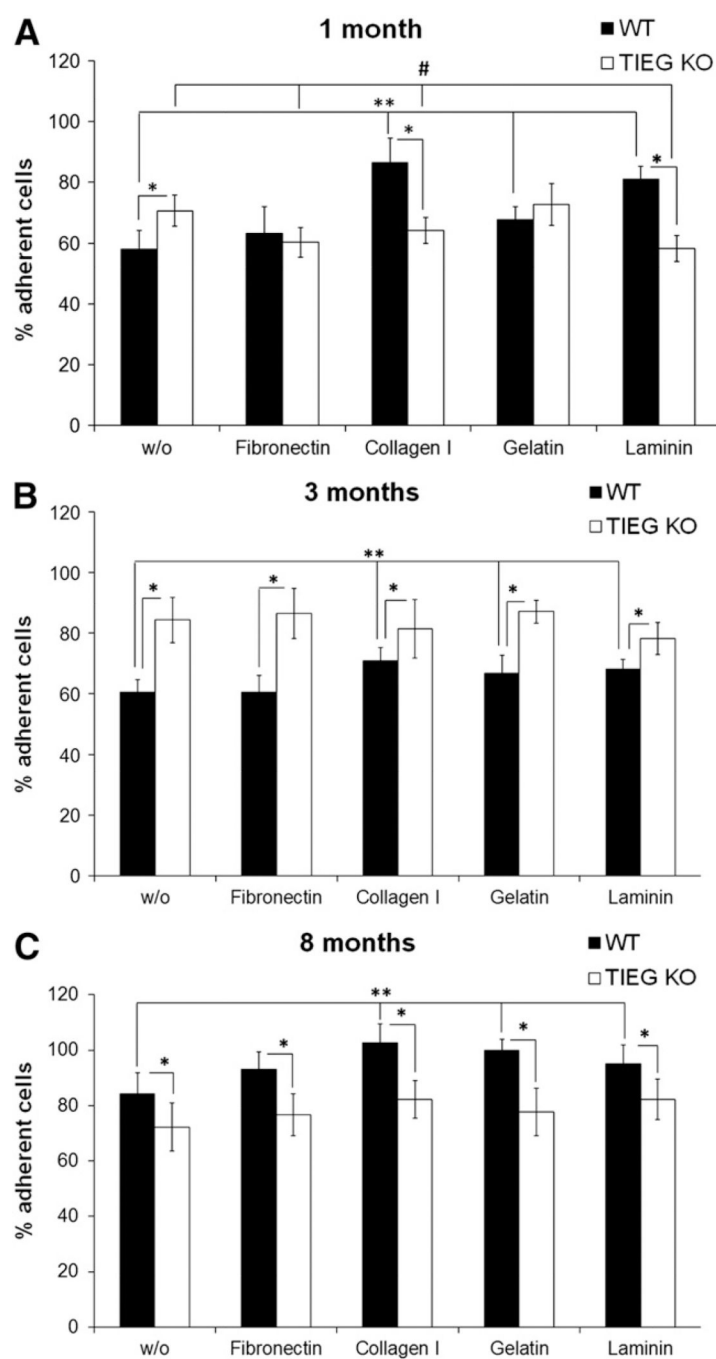 A
1 month
WT
TIEG KO
120
100
80
60
40
20
0
% adherent cells
#
**
*
*
*
w/o Fibronectin Collagen I Gelatin Laminin
B
3 months
WT
TIEG KO
120
100
80
60
40
20
0
% adherent cells
**
*
*
*
*
*
w/o Fibronectin Collagen I Gelatin Laminin
C
8 months
WT
TIEG KO
120
100
80
60
40
20
0
% adherent cells
**
*
*
*
*
*
w/o Fibronectin Collagen I Gelatin Laminin